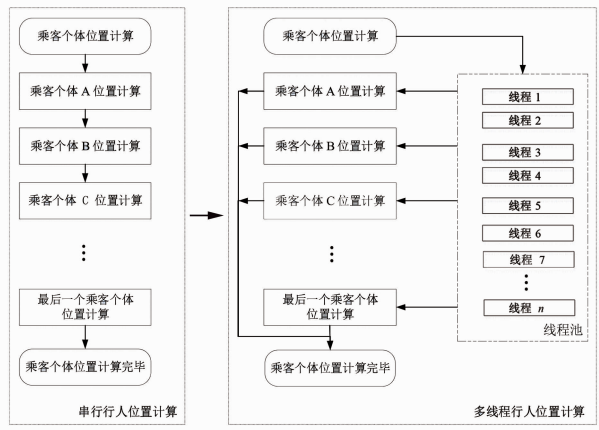 乘客个体位置计算
乘客个体 A 位置计算
乘客个体 B 位置计算
乘客个体 C 位置计算
最后一个乘客个体
位置计算
乘客个体位置计算完毕
串行行人位置计算
乘客个体位置计算
乘客个体 A 位置计算
乘客个体 B 位置计算
乘客个体 C 位置计算
最后一个乘客个体
位置计算
乘客个体位置计算完毕
线程 1
线程 2
线程 3
线程 4
线程 5
线程 6
线程 7
线程 n
线程池
多线程行人位置计算